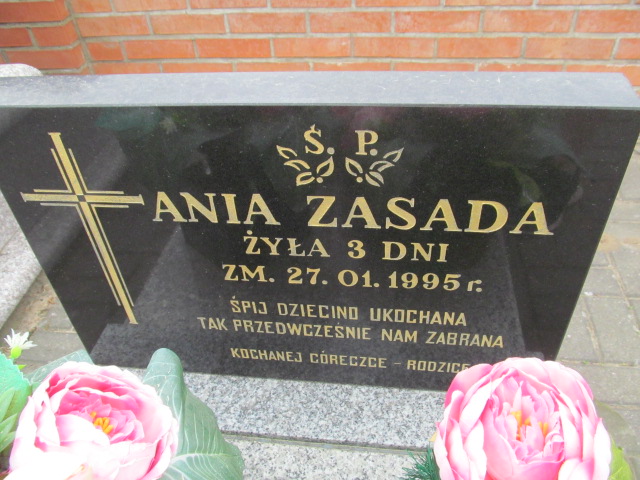 Ś. P.
ANIA ZASADA
ŻYŁA 3 DNI
ZM. 27. 01. 1995 r.
ŚPIJ DZIECINO UKOCHANA
TAK PRZEDWCZEŚNIE NAM ZABRANA
KOCHANEJ CÓRECZCE - RODZICE